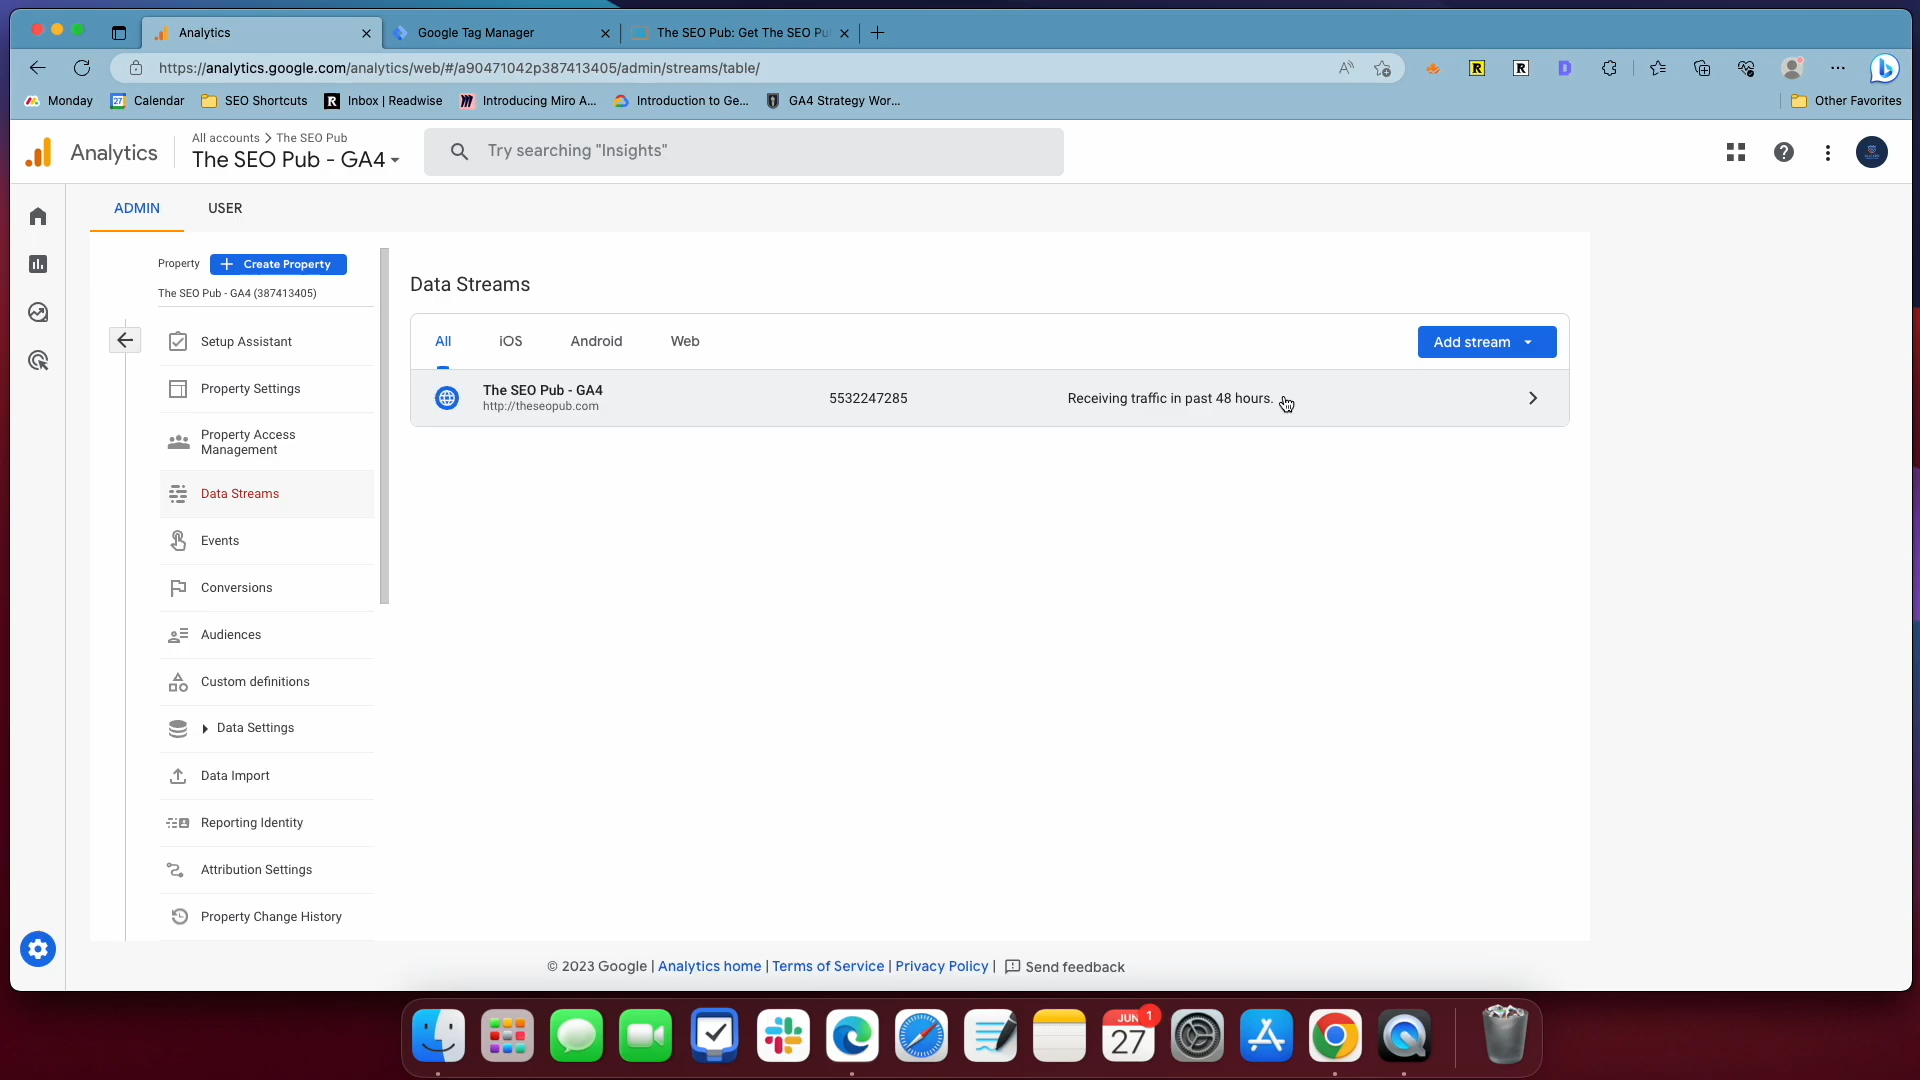 Analytics
Google Tag Manager
The SEO Pub: Get The SEO Pu
https://analytics.google.com/analytics/web/#/a90471042p387413405/admin/streams/table/
Monday
27 Calendar
SEO Shortcuts
R Inbox | Readwise
Introducing Miro A...
Introduction to Ge...
GA4 Strategy Wor...
Other Favorites
Analytics
All accounts > The SEO Pub
The SEO Pub - GA4
Try searching "Insights"
ADMIN
USER
Property
+ Create Property
The SEO Pub - GA4 (387413405)
Setup Assistant
Property Settings
Property Access
Management
Data Streams
Events
Conversions
Audiences
Custom definitions
Data Settings
Data Import
Reporting Identity
Attribution Settings
Property Change History
Data Streams
All
iOS
Android
Web
Add stream
The SEO Pub - GA4
http://theseopub.com
5532247285
Receiving traffic in past 48 hours.
© 2023 Google | Analytics home | Terms of Service | Privacy Policy | Send feedback
JUN
27
1